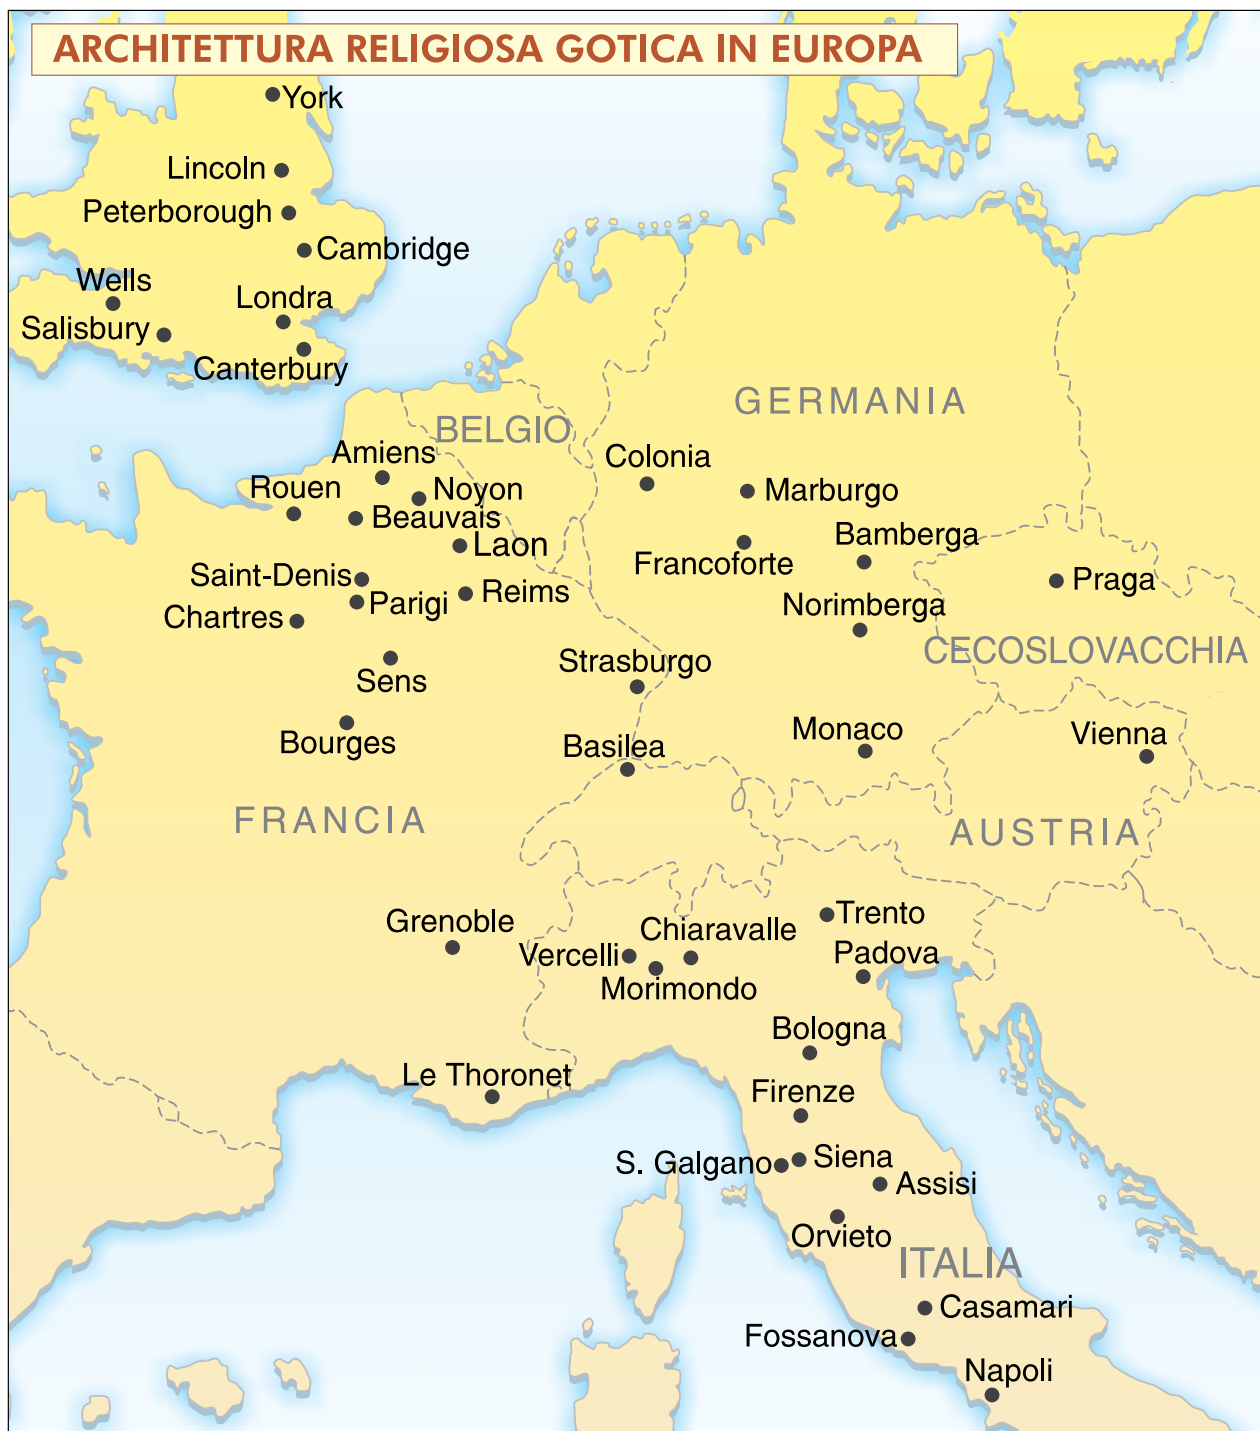 ARCHITETTURA RELIGIOSA GOTICA IN EUROPA
York
Lincoln
Peterborough
Cambridge
Wells
Londra
Salisbury
Canterbury
GERMANIA
BELGIO
Amiens
Colonia
Rouen
Noyon
Marburgo
Beauvais
Bamberga
Laon
Francoforte
Saint-Denis
Praga
Reims
Parigi
Norimberga
Chartres
CECOSLOVACCHIA
Strasburgo
Sens
Monaco
Vienna
Bourges
Basilea
FRANCIA
AUSTRIA
Trento
Grenoble
Chiaravalle
Vercelli
Padova
Morimondo
Bologna
Le Thoronet
Firenze
S. Galgano
Siena
Assisi
Orvieto
ITALIA
Casamari
Fossanova
Napoli